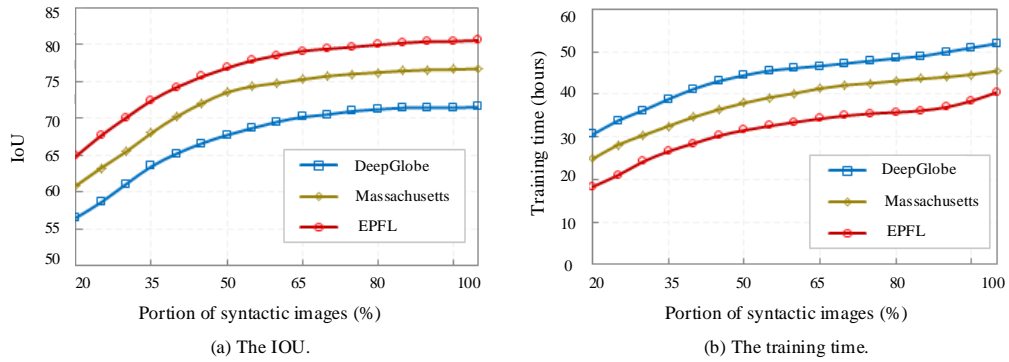 85
80
75
70
65
60
55
50
IoU
DeepGlobe
Massachusetts
EPFL
20 35 50 65 80 100
Portion of syntactic images (%)
(a) The IOU.
60
50
40
30
20
10
0
Training time (hours)
DeepGlobe
Massachusetts
EPFL
20 35 50 65 80 100
Portion of syntactic images (%)
(b) The training time.